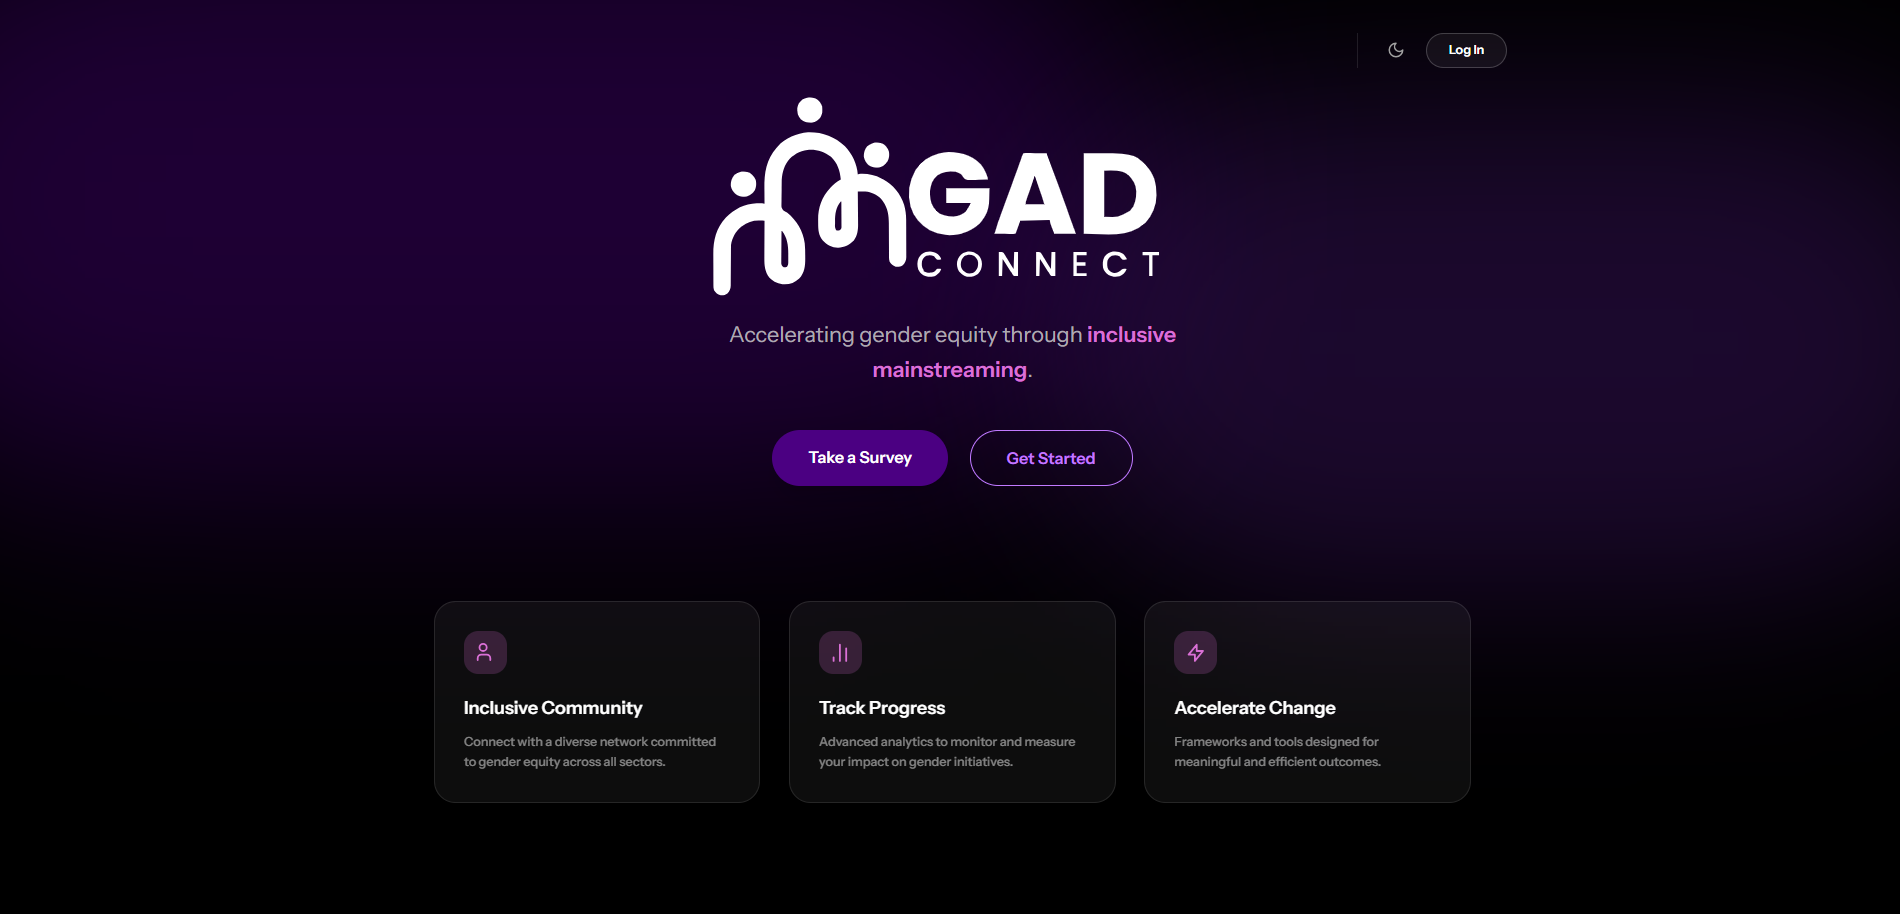 Log In
GAD
CONNECT
Accelerating gender equity through inclusive
mainstreaming.
Take a Survey
Get Started
Inclusive Community
Connect with a diverse network committed
to gender equity across all sectors.
Track Progress
Advanced analytics to monitor and measure
your impact on gender initiatives.
Accelerate Change
Frameworks and tools designed for
meaningful and efficient outcomes.